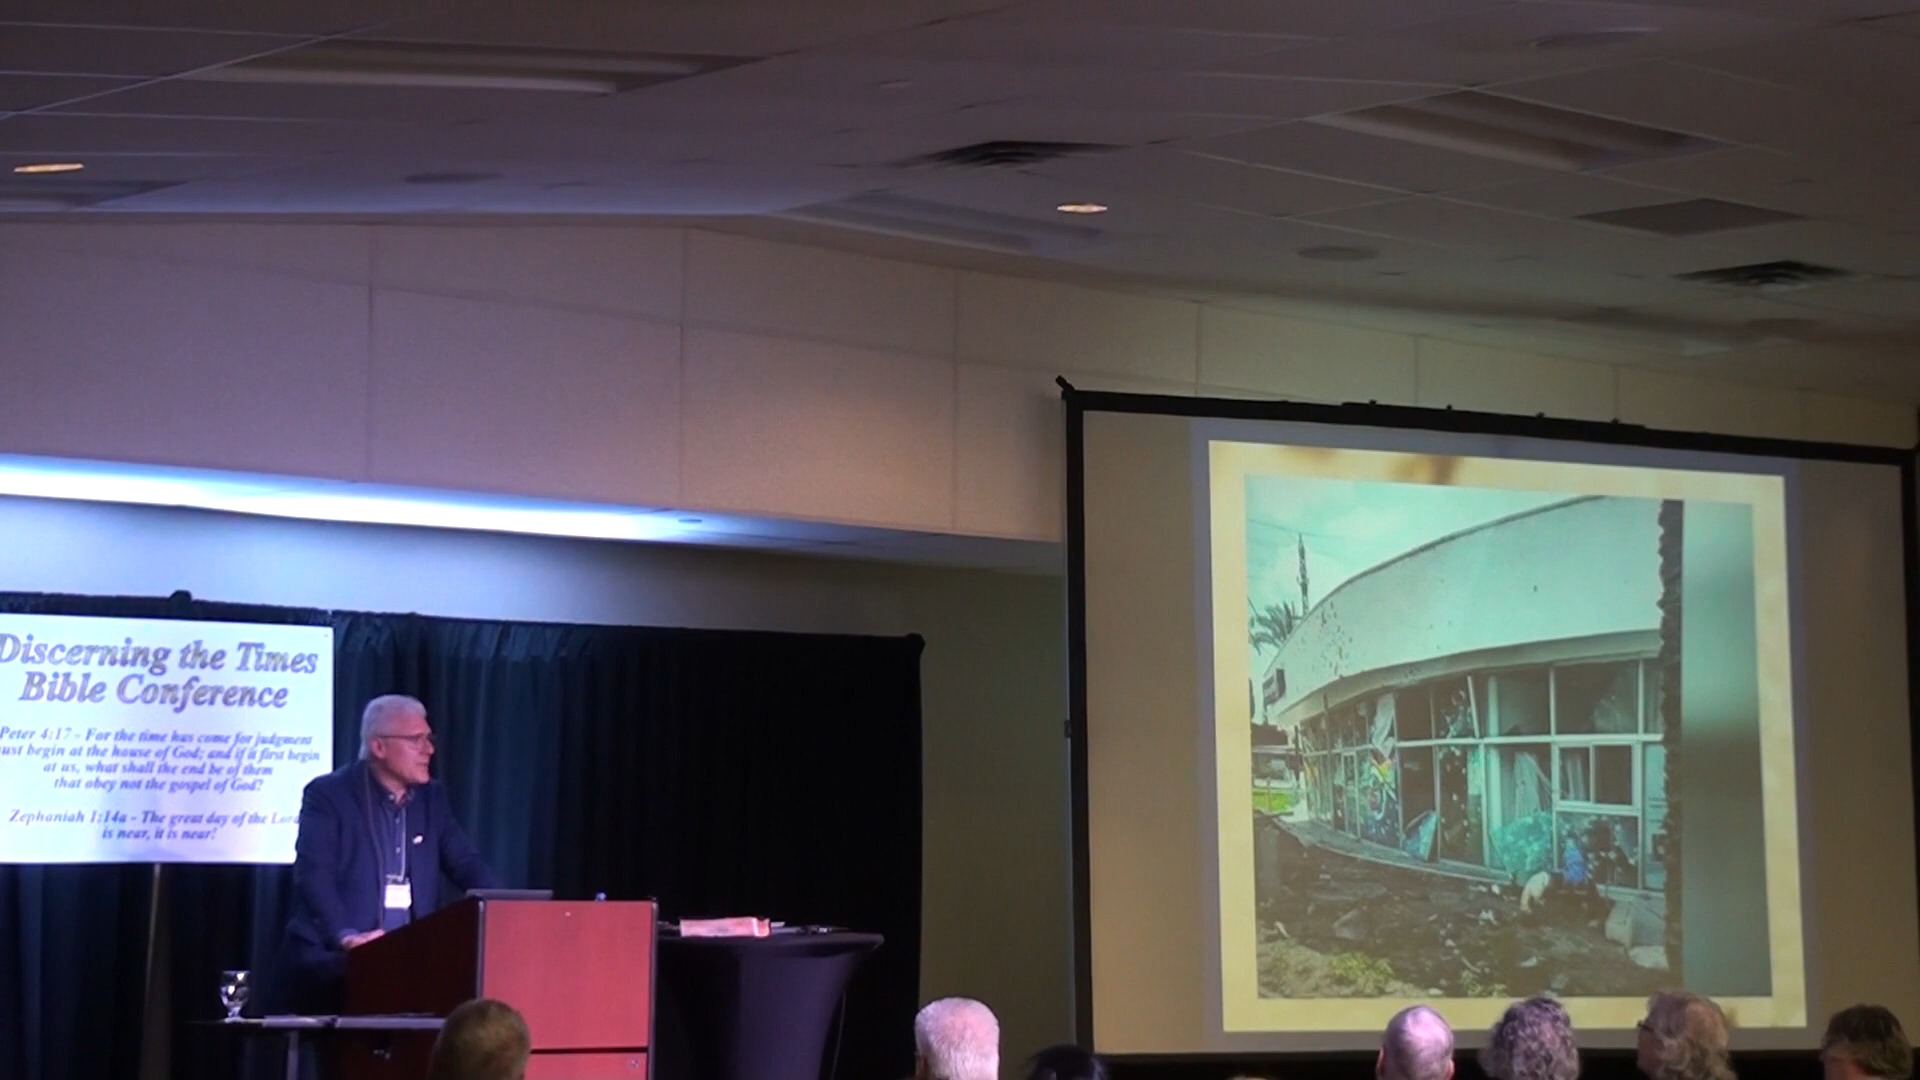 Discerning the Times
Bible Conference
Peter 4:17 - For the time has come for judgment
ust begin at the house of God; and if it first begin
at us, what shall the end be of them
that obey not the gospel of God?
Zephaniah 1:14a - The great day of the Lord
is near, it is near!